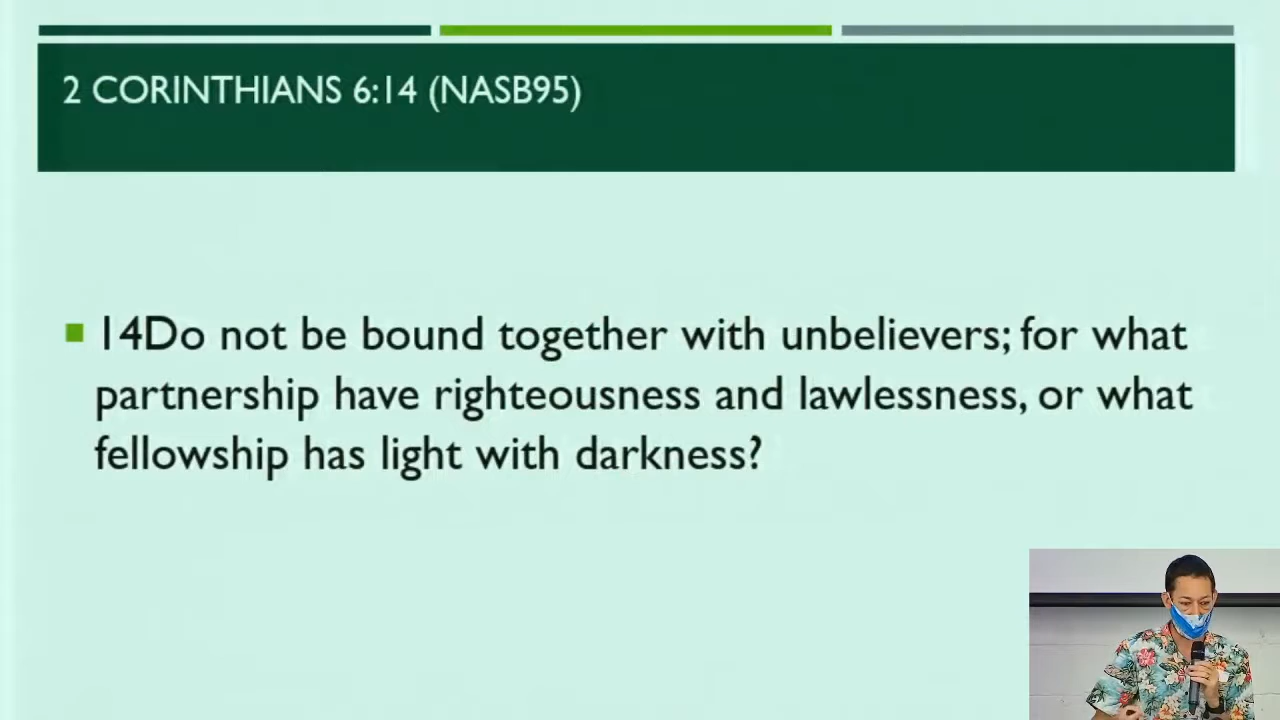 2 CORINTHIANS 6:14 (NASB95)
14Do not be bound together with unbelievers; for what
partnership have righteousness and lawlessness, or what
fellowship has light with darkness?